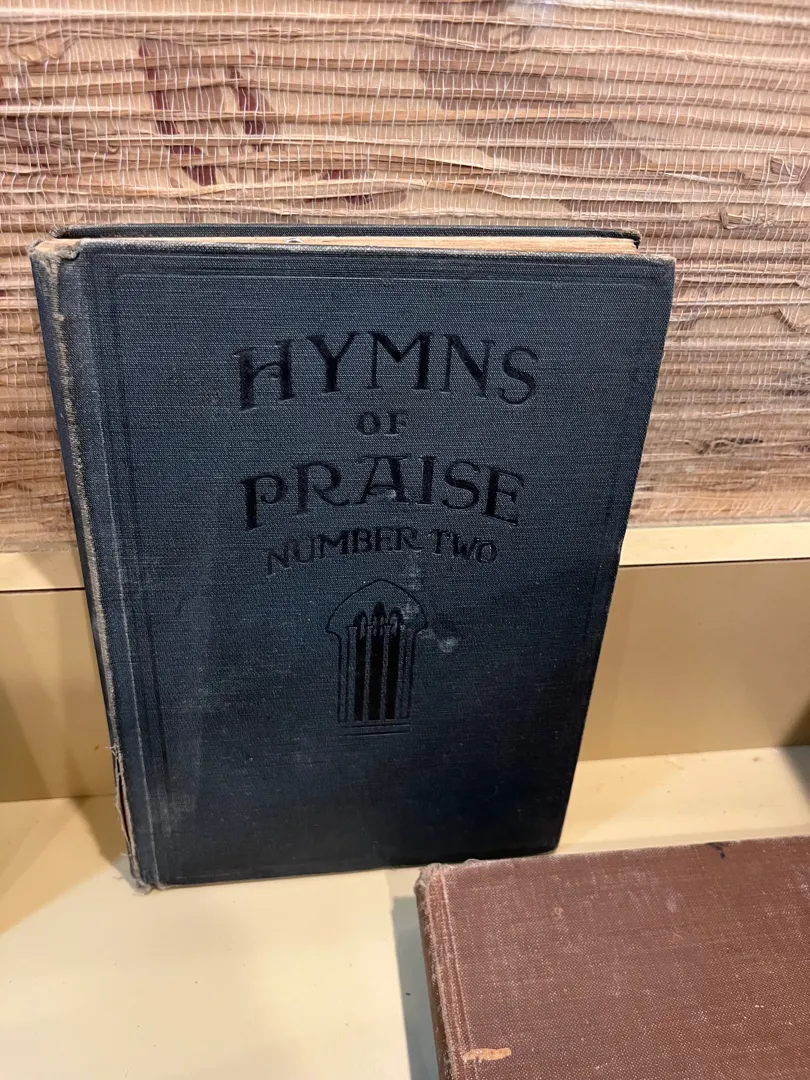 HYMNS
OF
PRAISE
NUMBER TWO